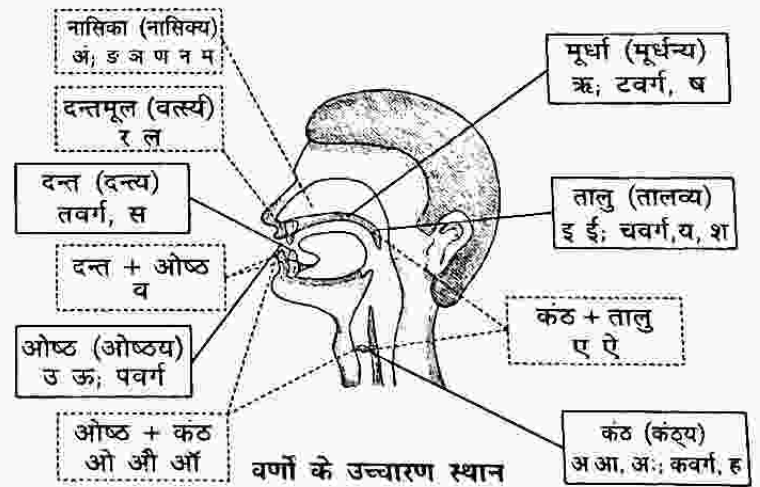 नासिका (नासिक्य)
अं; ङ ञ ण न म
दन्तमूल (वर्त्स्य)
र ल
दन्त (दन्त्य)
तवर्ग, स
दन्त + ओष्ठ
व
ओष्ठ (ओष्ठय)
उ ऊ; पवर्ग
ओष्ठ + कंठ
ओ औ ऑ
मूर्धा (मूर्धन्य)
ऋ; टवर्ग, ष
तालु (तालव्य)
इ ई; चवर्ग, य, श
कंठ + तालु
ए ऐ
कंठ (कंठ्य)
अ आ, अः; कवर्ग, ह
वर्णो के उच्चारण स्थान